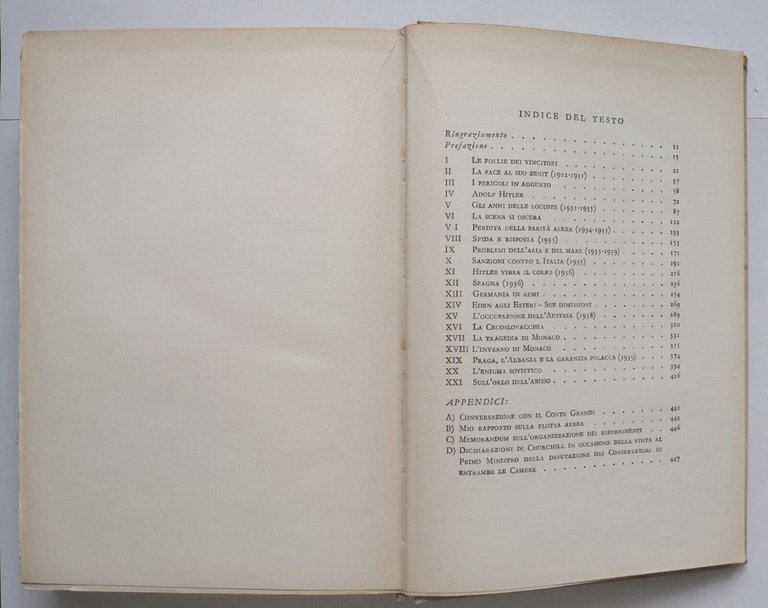 INDICE DEL TESTO
Ringraziamento . . . . . . . . . . . . . . . 11
Prefazione . . . . . . . . . . . . . . . . 15
I LE FOLLIE DEI VINCITORI . . . . . . . . . . . 21
II LA PACE AL SUO ZENIT (1922-1931) . . . . . . . . 37
III I PERICOLI IN AGGUATO . . . . . . . . . . . 58
IV ADOLF HITLER . . . . . . . . . . . . . . 72
V GLI ANNI DELLE LOCUSTE (1931-1935) . . . . . . . 87
VI LA SCENA SI OSCURA . . . . . . . . . . . . 112
V I PERDITA DELLA PARITÀ AEREA (1934-1935) . . . . . . 133
VIII SFIDA E RISPOSTA (1935) . . . . . . . . . . . 153
IX PROBLEMI DELL'ARIA E DEL MARE (1935-1939) . . . . . 171
X SANZIONI CONTRO L ITALIA (1935) . . . . . . . . 191
XI HITLER VIBRA IL COLPO (1936) . . . . . . . . . 216
XII SPAGNA (1936) . . . . . . . . . . . . . . 236
XIII GERMANIA IN ARMI . . . . . . . . . . . . . 254
XIV EDEN AGLI ESTERI - SUE DIMISSIONI . . . . . . . . 269
XV L'OCCUPAZIONE DELL'AUSTRIA (1938) . . . . . . . . 289
XVI LA CECOSLOVACCHIA . . . . . . . . . . . . 310
XVII LA TRAGEDIA DI MONACO . . . . . . . . . . . 331
XVIII L'INVERNO DI MONACO . . . . . . . . . . . 355
XIX PRAGA, L'ALBANIA E LA GARANZIA POLACCA (1939) . . . . 374
XX L'ENIGMA SOVIETICO . . . . . . . . . . . . 394
XXI SULL'ORLO DELL'ABISSO . . . . . . . . . . . 416
APPENDICI:
A) CONVERSAZIONE CON IL CONTE GRANDI . . . . . . . 441
B) MIO RAPPORTO SULLA FLOTTA AEREA . . . . . . . . 442
C) MEMORANDUM SULL'ORGANIZZAZIONE DEI RIFORNIMENTI . . . 446
D) DICHIARAZIONI DI CHURCHILL IN OCCASIONE DELLA VISITA AL
PRIMO MINISTRO DELLA DEPUTAZIONE DEI CONSERVATORI DI
ENTRAMBE LE CAMERE . . . . . . . . . . . . 447